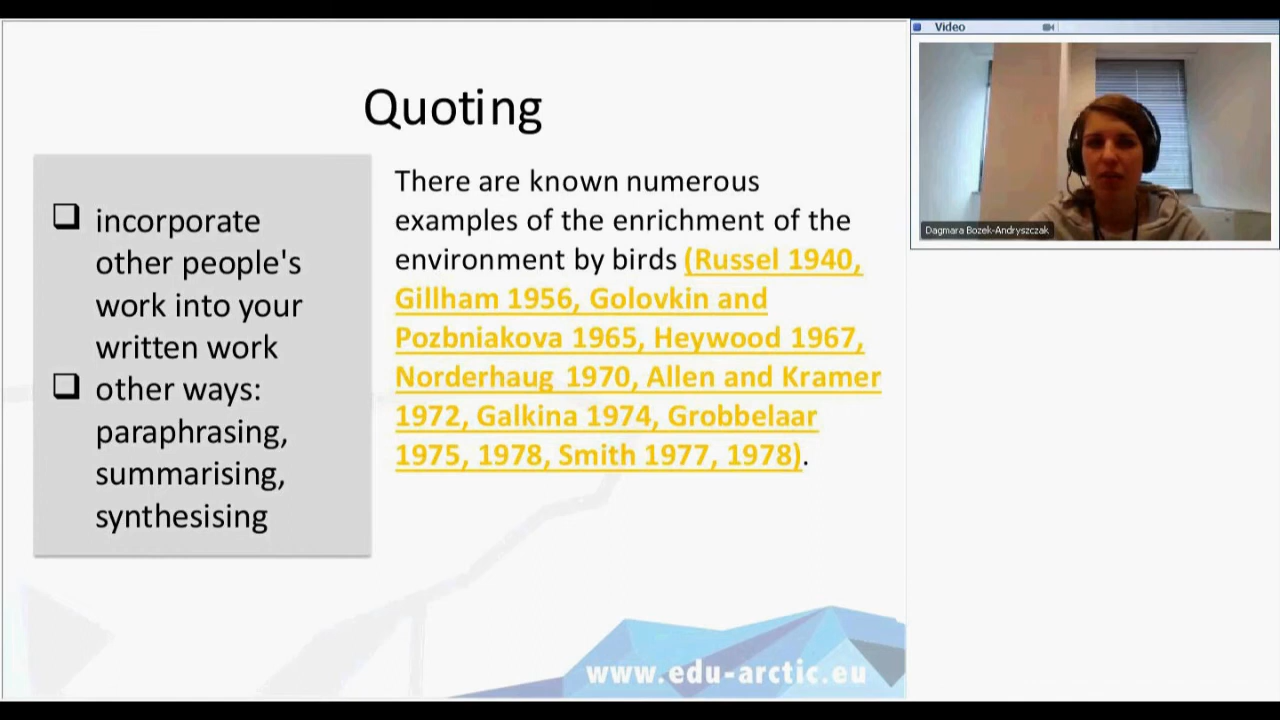 Quoting
incorporate
other people's
work into your
written work
other ways:
paraphrasing,
summarising,
synthesising
There are known numerous
examples of the enrichment of the
environment by birds (Russel 1940,
Gillham 1956, Golovkin and
Pozbniakova 1965, Heywood 1967,
Norderhaug 1970, Allen and Kramer
1972, Galkina 1974, Grobbelaar
1975, 1978, Smith 1977, 1978).
www.edu-arctic.eu
Video
Dagmara Bozek-Andryszczak